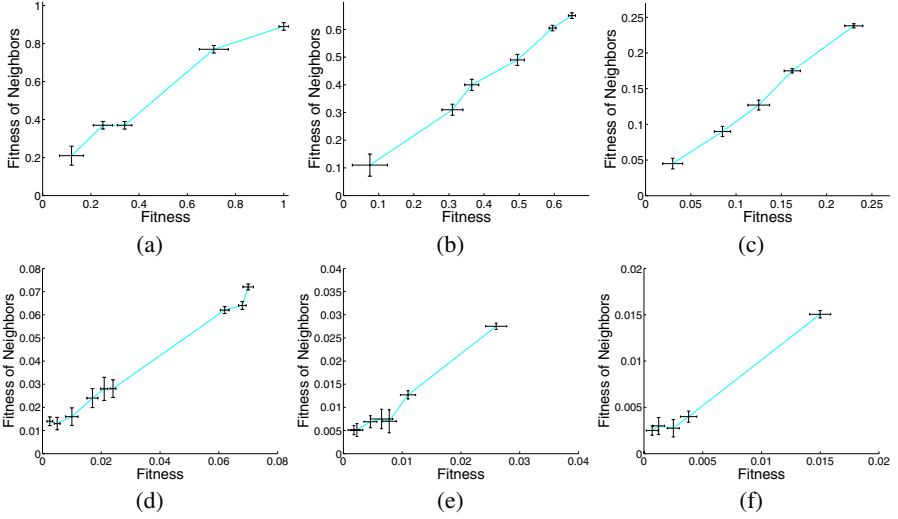 1
0.8
0.6
0.4
0.2
0
0 0.2 0.4 0.6 0.8 1
Fitness of Neighbors
Fitness
(a)
0.6
0.5
0.4
0.3
0.2
0.1
0
0 0.1 0.2 0.3 0.4 0.5 0.6
Fitness of Neighbors
Fitness
(b)
0.25
0.20
0.15
0.10
0.05
0
0 0.05 0.1 0.15 0.2 0.25
Fitness of Neighbors
Fitness
(c)
0.08
0.07
0.06
0.05
0.04
0.03
0.02
0.01
0
0 0.02 0.04 0.06 0.08
Fitness of Neighbors
Fitness
(d)
0.04
0.035
0.03
0.025
0.02
0.015
0.01
0.005
0
0 0.01 0.02 0.03 0.04
Fitness of Neighbors
Fitness
(e)
0.02
0.015
0.01
0.005
0
0 0.005 0.01 0.015 0.02
Fitness of Neighbors
Fitness
(f)